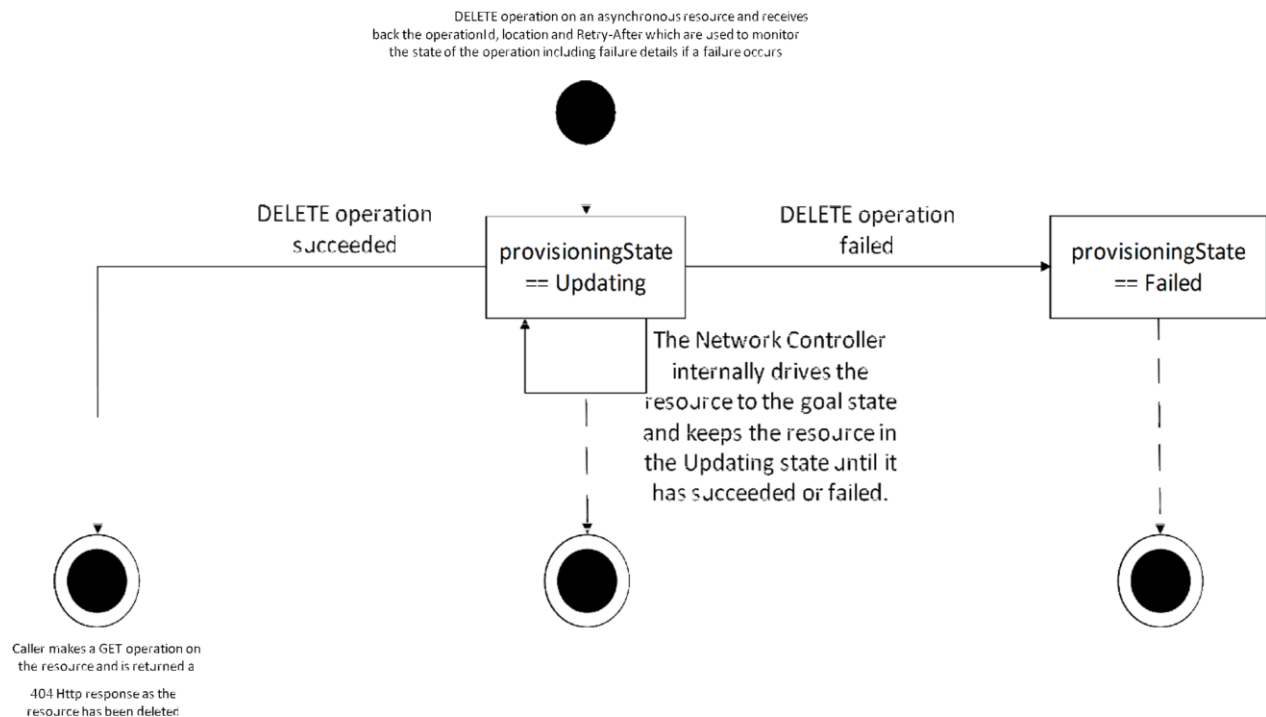 DELETE operation on an asynchronous resource and receives
back the operationId, location and Retry-After which are used to monitor
the state of the operation including failure details if a failure occurs
DELETE operation
succeeded
provisioningState
== Updating
DELETE operation
failed
provisioningState
== Failed
The Network Controller
internally drives the
resource to the goal state
and keeps the resource in
the Updating state until it
has succeeded or failed.
Caller makes a GET operation on
the resource and is returned a
404 Http response as the
resource has been deleted